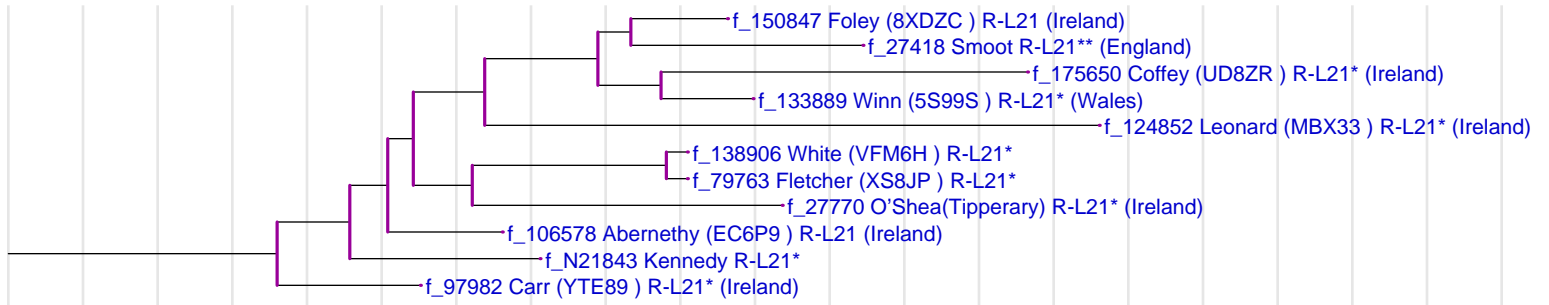 f_150847 Foley (8XDZC ) R-L21 (Ireland)
f_27418 Smoot R-L21** (England)
f_175650 Coffey (UD8ZR ) R-L21* (Ireland)
f_133889 Winn (5S99S ) R-L21* (Wales)
f_124852 Leonard (MBX33 ) R-L21* (Ireland)
f_138906 White (VFM6H ) R-L21*
f_79763 Fletcher (XS8JP ) R-L21*
f_27770 O'Shea(Tipperary) R-L21* (Ireland)
f_106578 Abernethy (EC6P9 ) R-L21 (Ireland)
f_N21843 Kennedy R-L21*
f_97982 Carr (YTE89 ) R-L21* (Ireland)